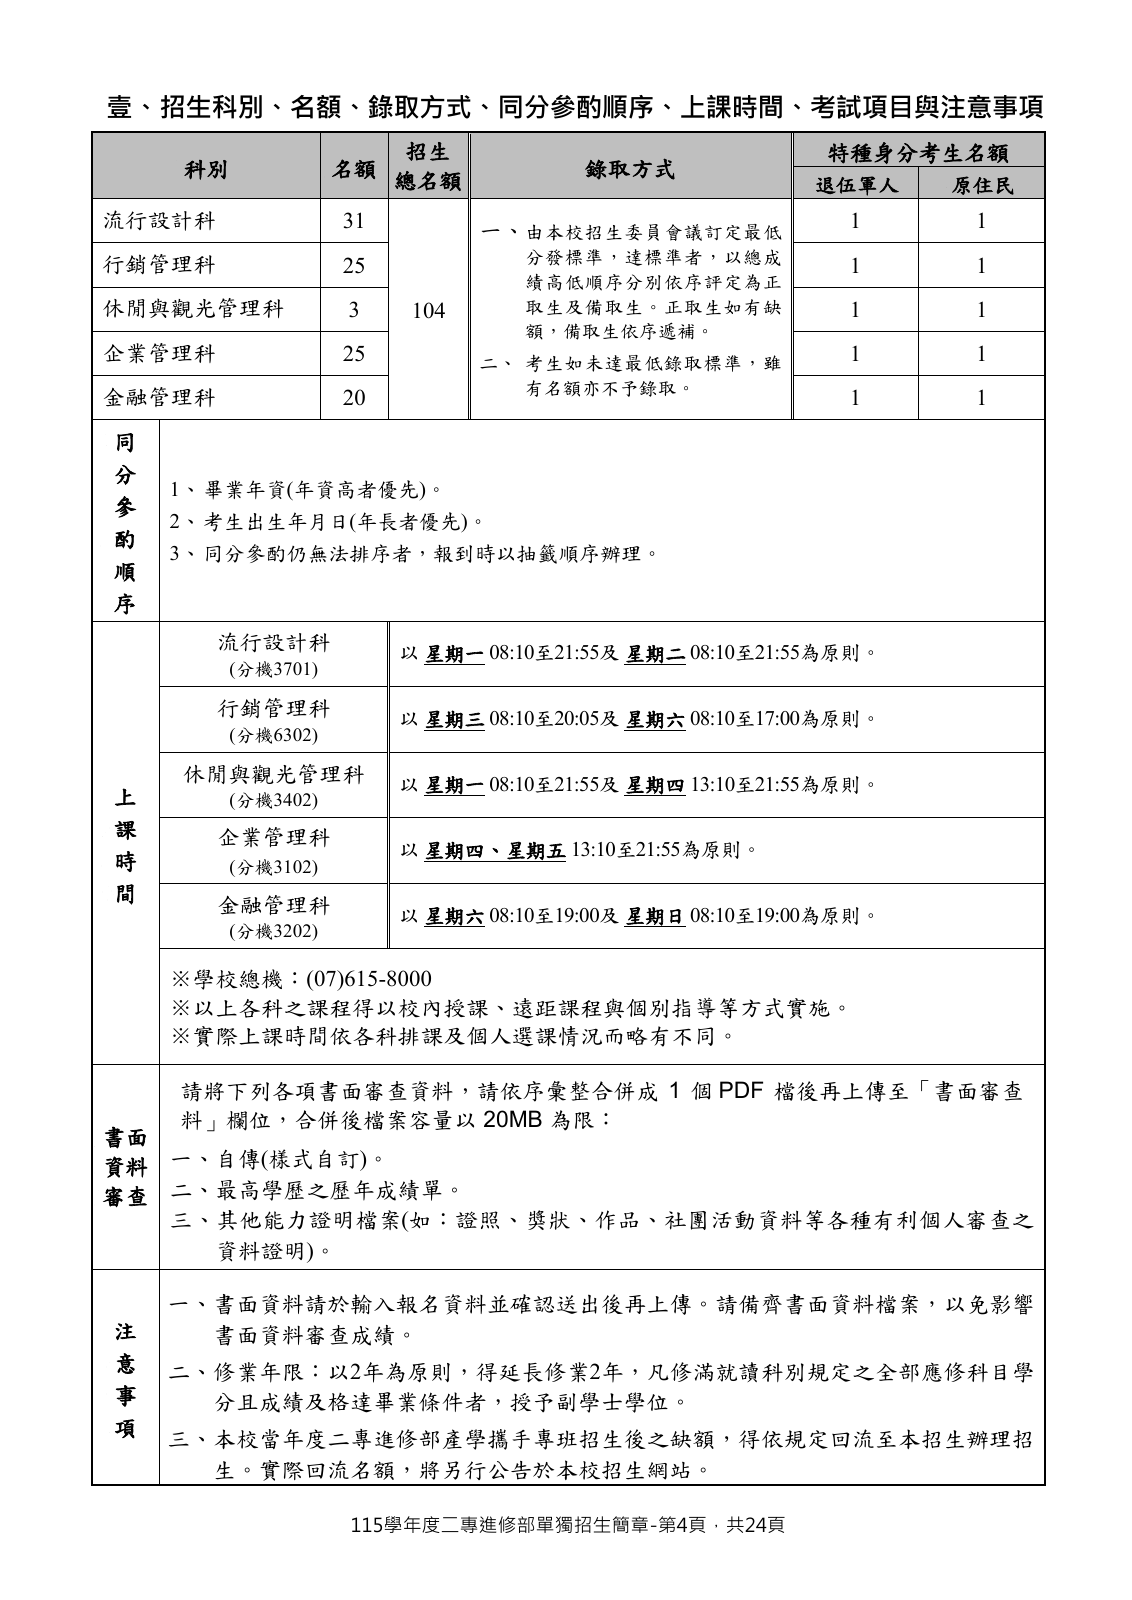 壹、招生科別、名額、錄取方式、同分參酌順序、上課時間、考試項目與注意事項
科別 名額 招生總名額 錄取方式 特種身分考生名額
退伍軍人 原住民
流行設計科 31 1 1
行銷管理科 25 1 1
休閒與觀光管理科 3 104 1 1
企業管理科 25 1 1
金融管理科 20 1 1
一、由本校招生委員會議訂定最低
分發標準，達標準者，以總成
績高低順序分別依序評定為正
取生及備取生。正取生如有缺
額，備取生依序遞補。
二、考生如未達最低錄取標準，雖
有名額亦不予錄取。
同分參酌順序
1、畢業年資(年資高者優先)。
2、考生出生年月日(年長者優先)。
3、同分參酌仍無法排序者，報到時以抽籤順序辦理。
上課時間
流行設計科
(分機3701)
以 星期一 08:10至21:55及 星期二 08:10至21:55為原則。
行銷管理科
(分機6302)
以 星期三 08:10至20:05及 星期六 08:10至17:00為原則。
休閒與觀光管理科
(分機3402)
以 星期一 08:10至21:55及 星期四 13:10至21:55為原則。
企業管理科
(分機3102)
以 星期四、星期五 13:10至21:55為原則。
金融管理科
(分機3202)
以 星期六 08:10至19:00及 星期日 08:10至19:00為原則。
※學校總機：(07)615-8000
※以上各科之課程得以校內授課、遠距課程與個別指導等方式實施。
※實際上課時間依各科排課及個人選課情況而略有不同。
書面
資料
審查
請將下列各項書面審查資料，請依序彙整合併成 1 個 PDF 檔後再上傳至「書面審查
料」欄位，合併後檔案容量以 20MB 為限：
一、自傳(樣式自訂)。
二、最高學歷之歷年成績單。
三、其他能力證明檔案(如：證照、獎狀、作品、社團活動資料等各種有利個人審查之
資料證明)。
注意事項
一、書面資料請於輸入報名資料並確認送出後再上傳。請備齊書面資料檔案，以免影響
書面資料審查成績。
二、修業年限：以2年為原則，得延長修業2年，凡修滿就讀科別規定之全部應修科目學
分且成績及格達畢業條件者，授予副學士學位。
三、本校當年度二專進修部產學攜手專班招生後之缺額，得依規定回流至本招生辦理招
生。實際回流名額，將另行公告於本校招生網站。
115學年度二專進修部單獨招生簡章-第4頁，共24頁